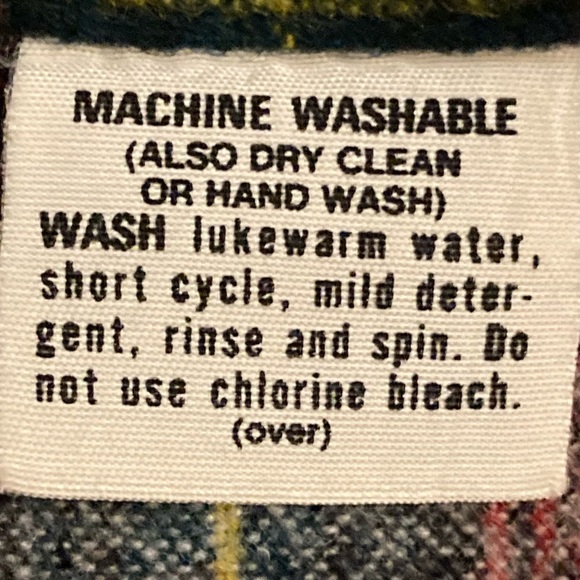 MACHINE WASHABLE
(ALSO DRY CLEAN
OR HAND WASH)
WASH lukewarm water,
short cycle, mild deter-
gent, rinse and spin. Do
not use chlorine bleach.
(over)